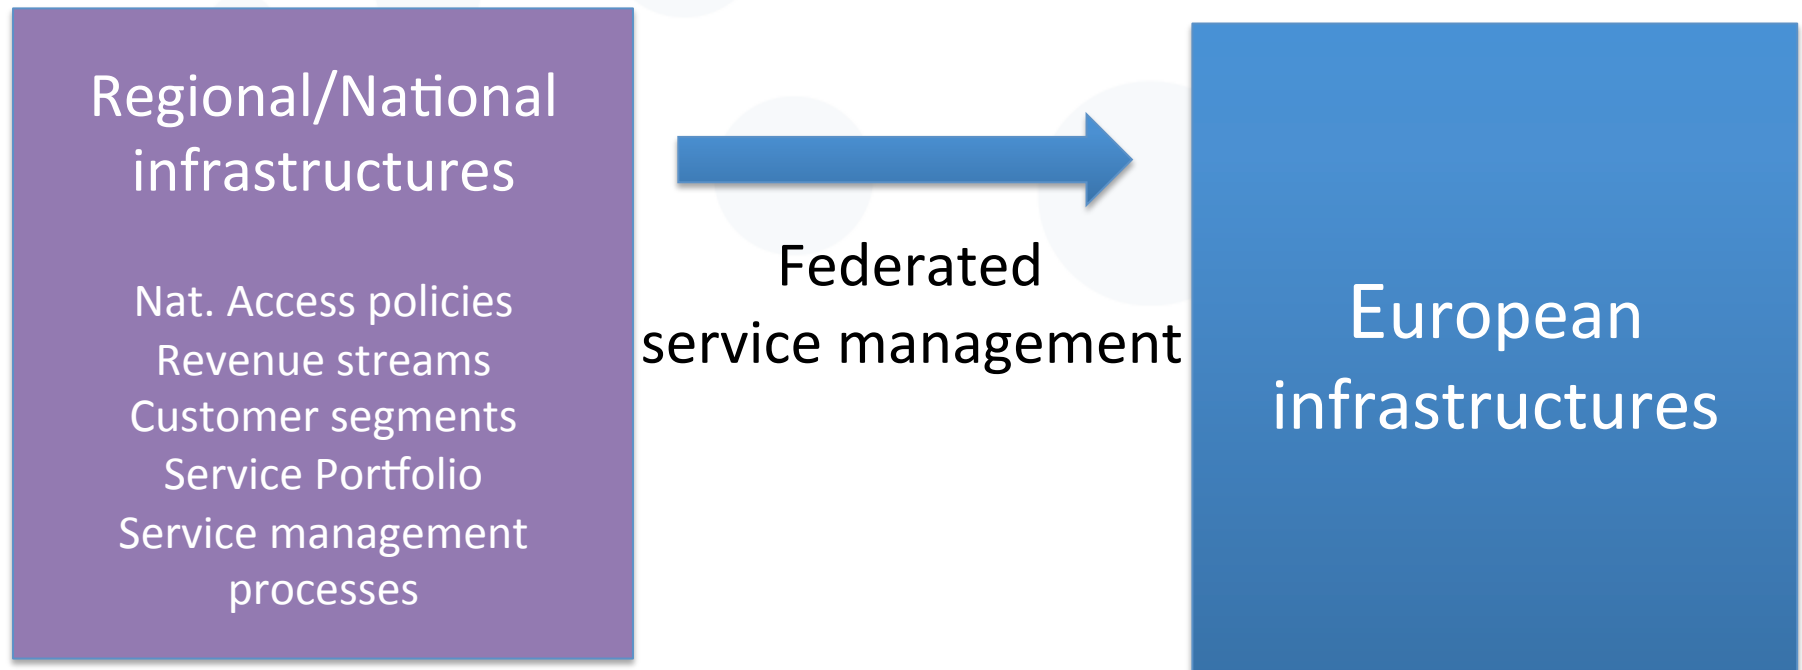 Regional/National
infrastructures
Nat. Access policies
Revenue streams
Customer segments
Service Portfolio
Service management
processes
Federated
service management
European
infrastructures